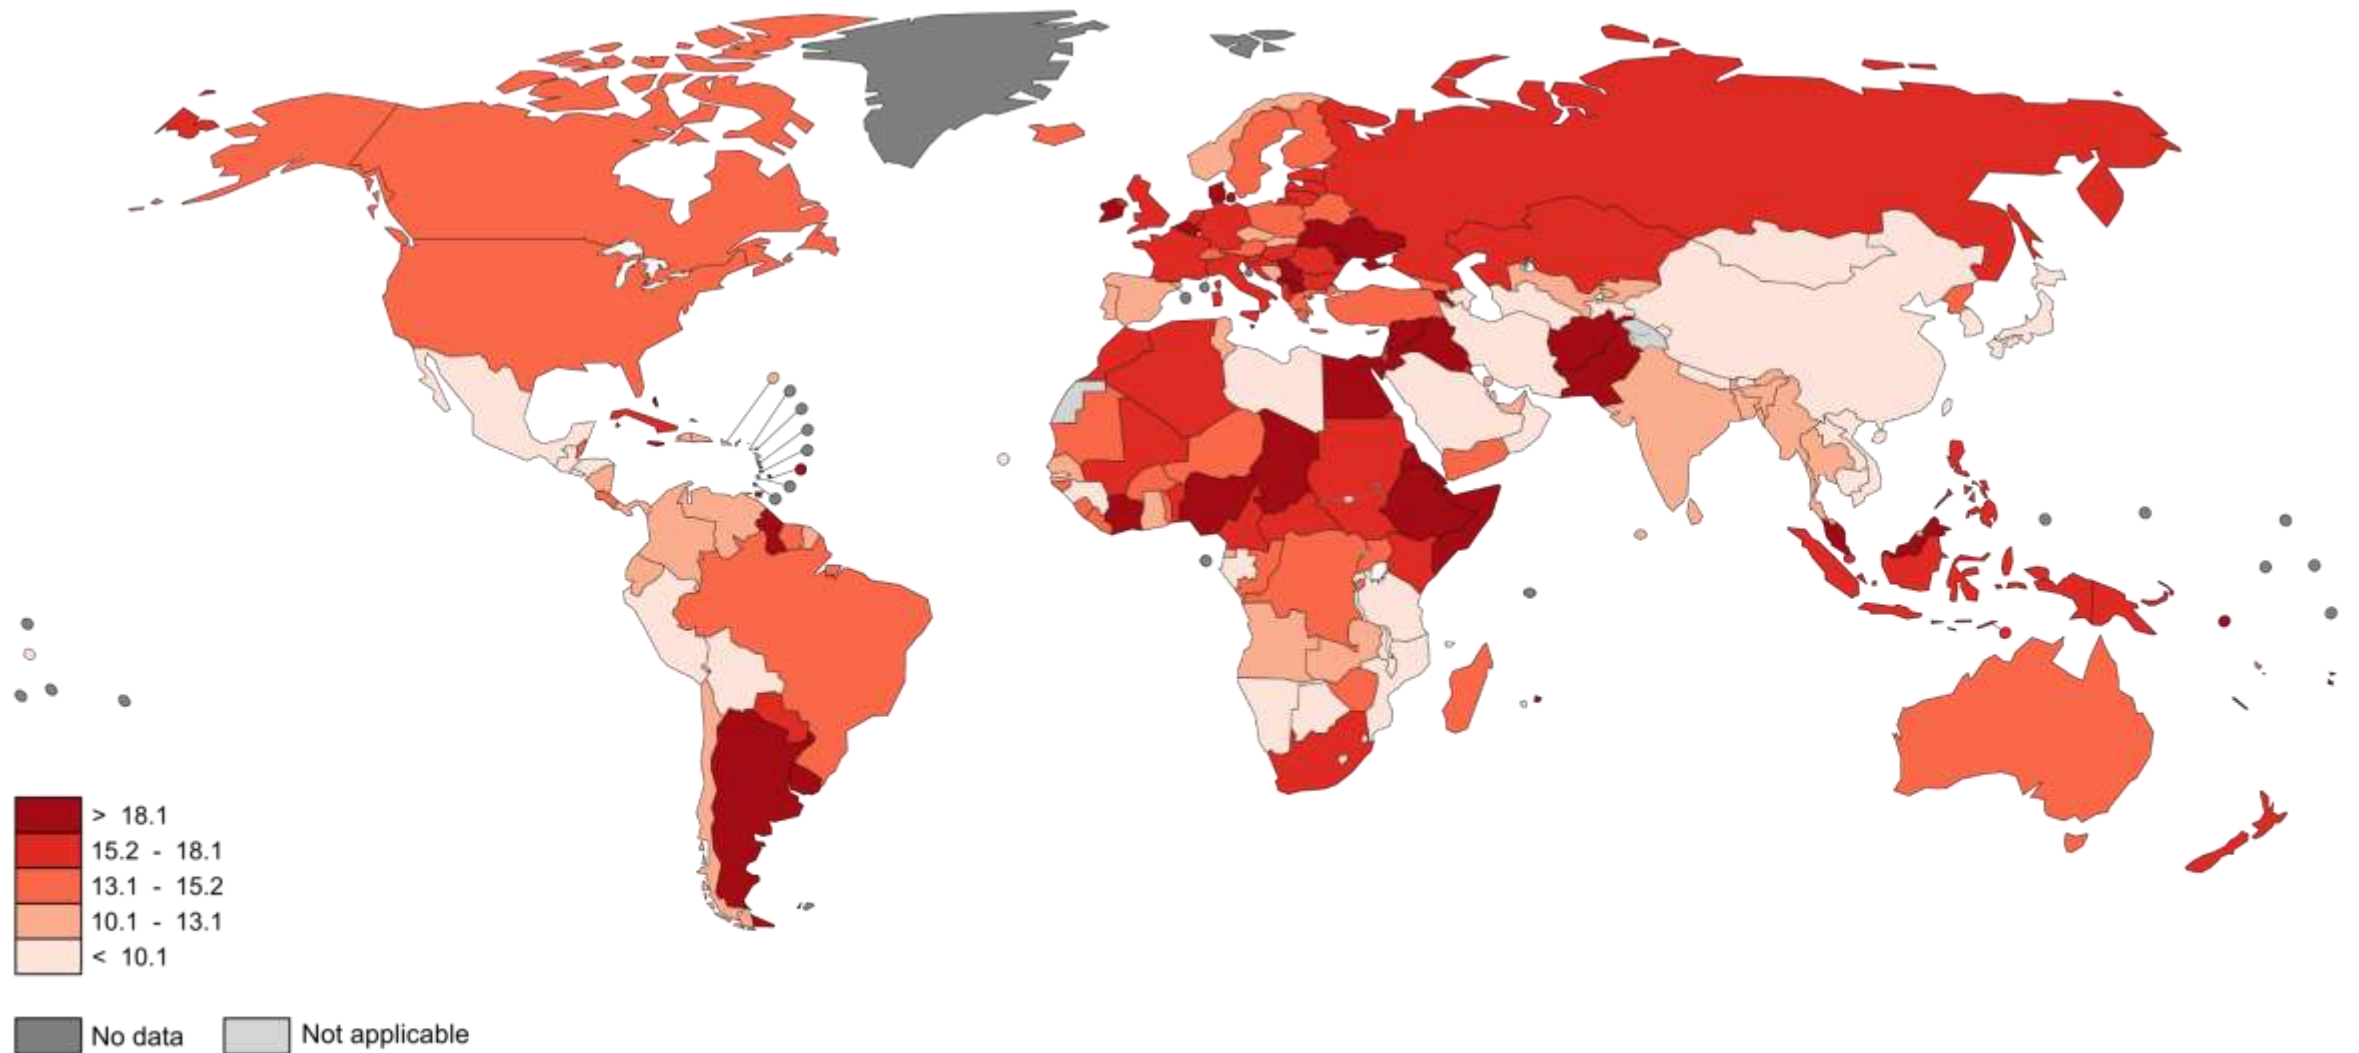 > 18.1
15.2 - 18.1
13.1 - 15.2
10.1 - 13.1
< 10.1
No data
Not applicable